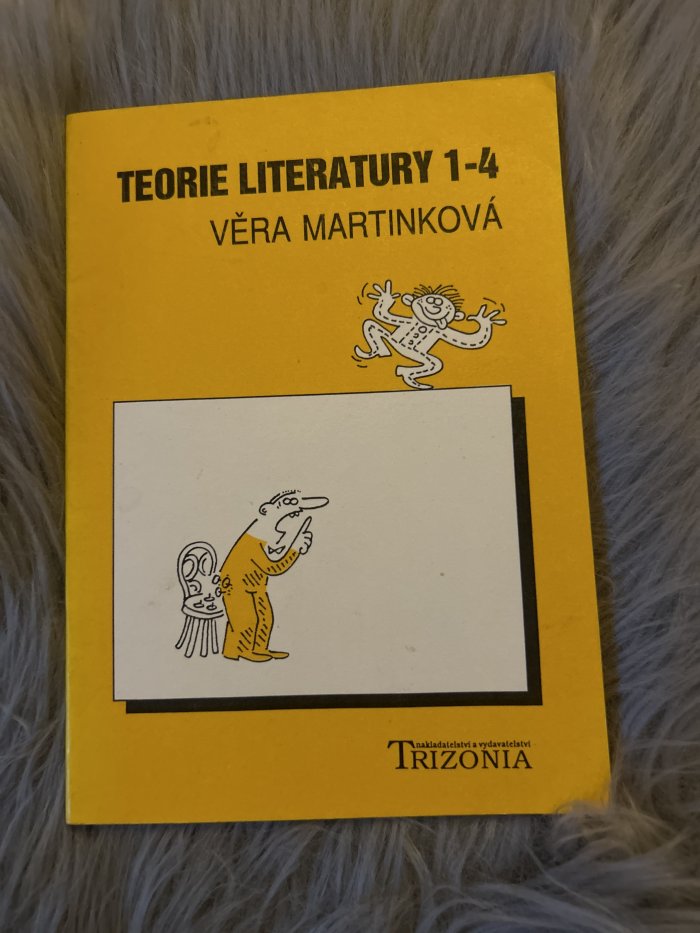 TEORIE LITERATURY 1-4
VĚRA MARTINKOVÁ
nakladatelství a vydavatelství
TRIZONIA